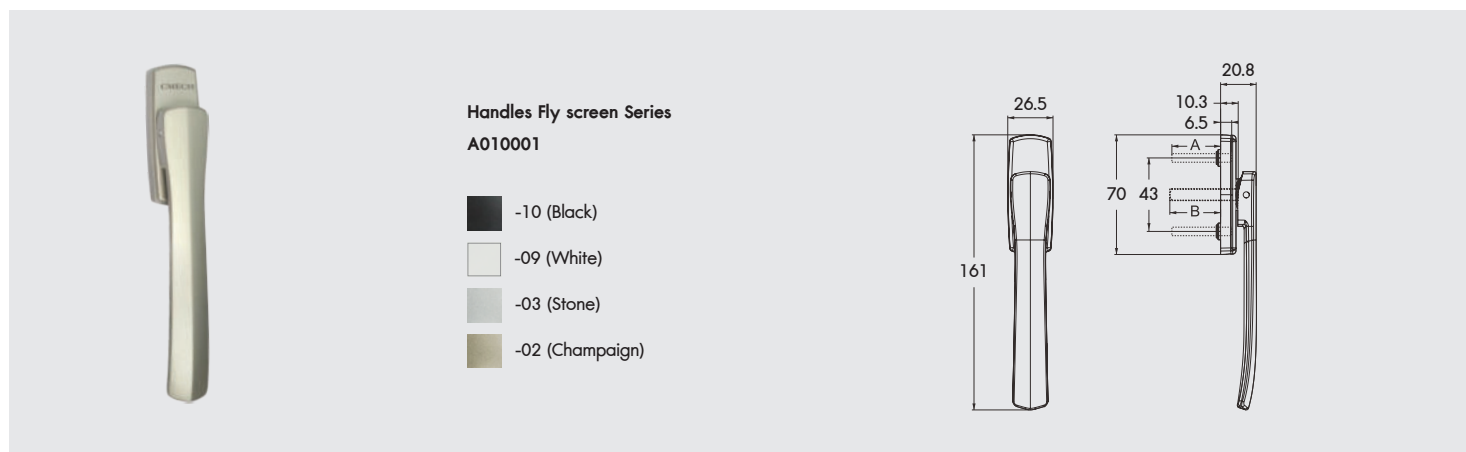 CMECH
Handles Fly screen Series
A010001
-10 (Black)
-09 (White)
-03 (Stone)
-02 (Champaign)
26.5
161
20.8
10.3
6.5
A
70
43
B